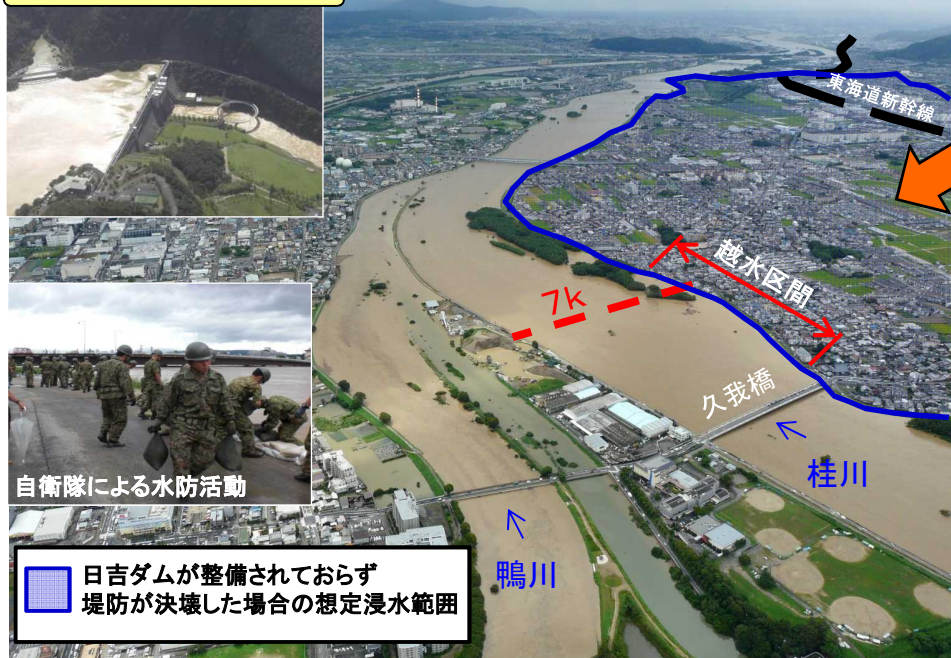 東海道新幹線
越水区間
7k
久我橋
桂川
鴨川
自衛隊による水防活動
日吉ダムが整備されておらず
堤防が決壊した場合の想定浸水範囲